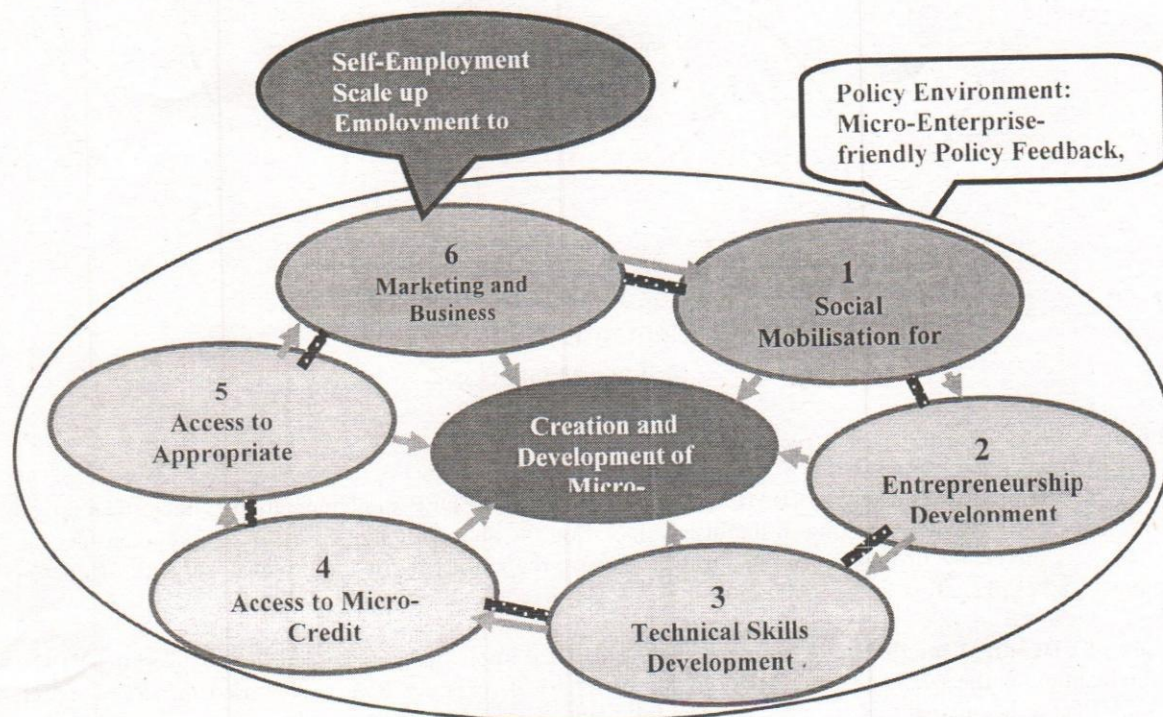 Self-Employment
Scale up
Employment to
Policy Environment:
Micro-Enterprise-
friendly Policy Feedback,
6
Marketing and
Business
1
Social
Mobilisation for
5
Access to
Appropriate
Creation and
Development of
Micro-
2
Entrepreneurship
Development
4
Access to Micro-
Credit
3
Technical Skills
Development